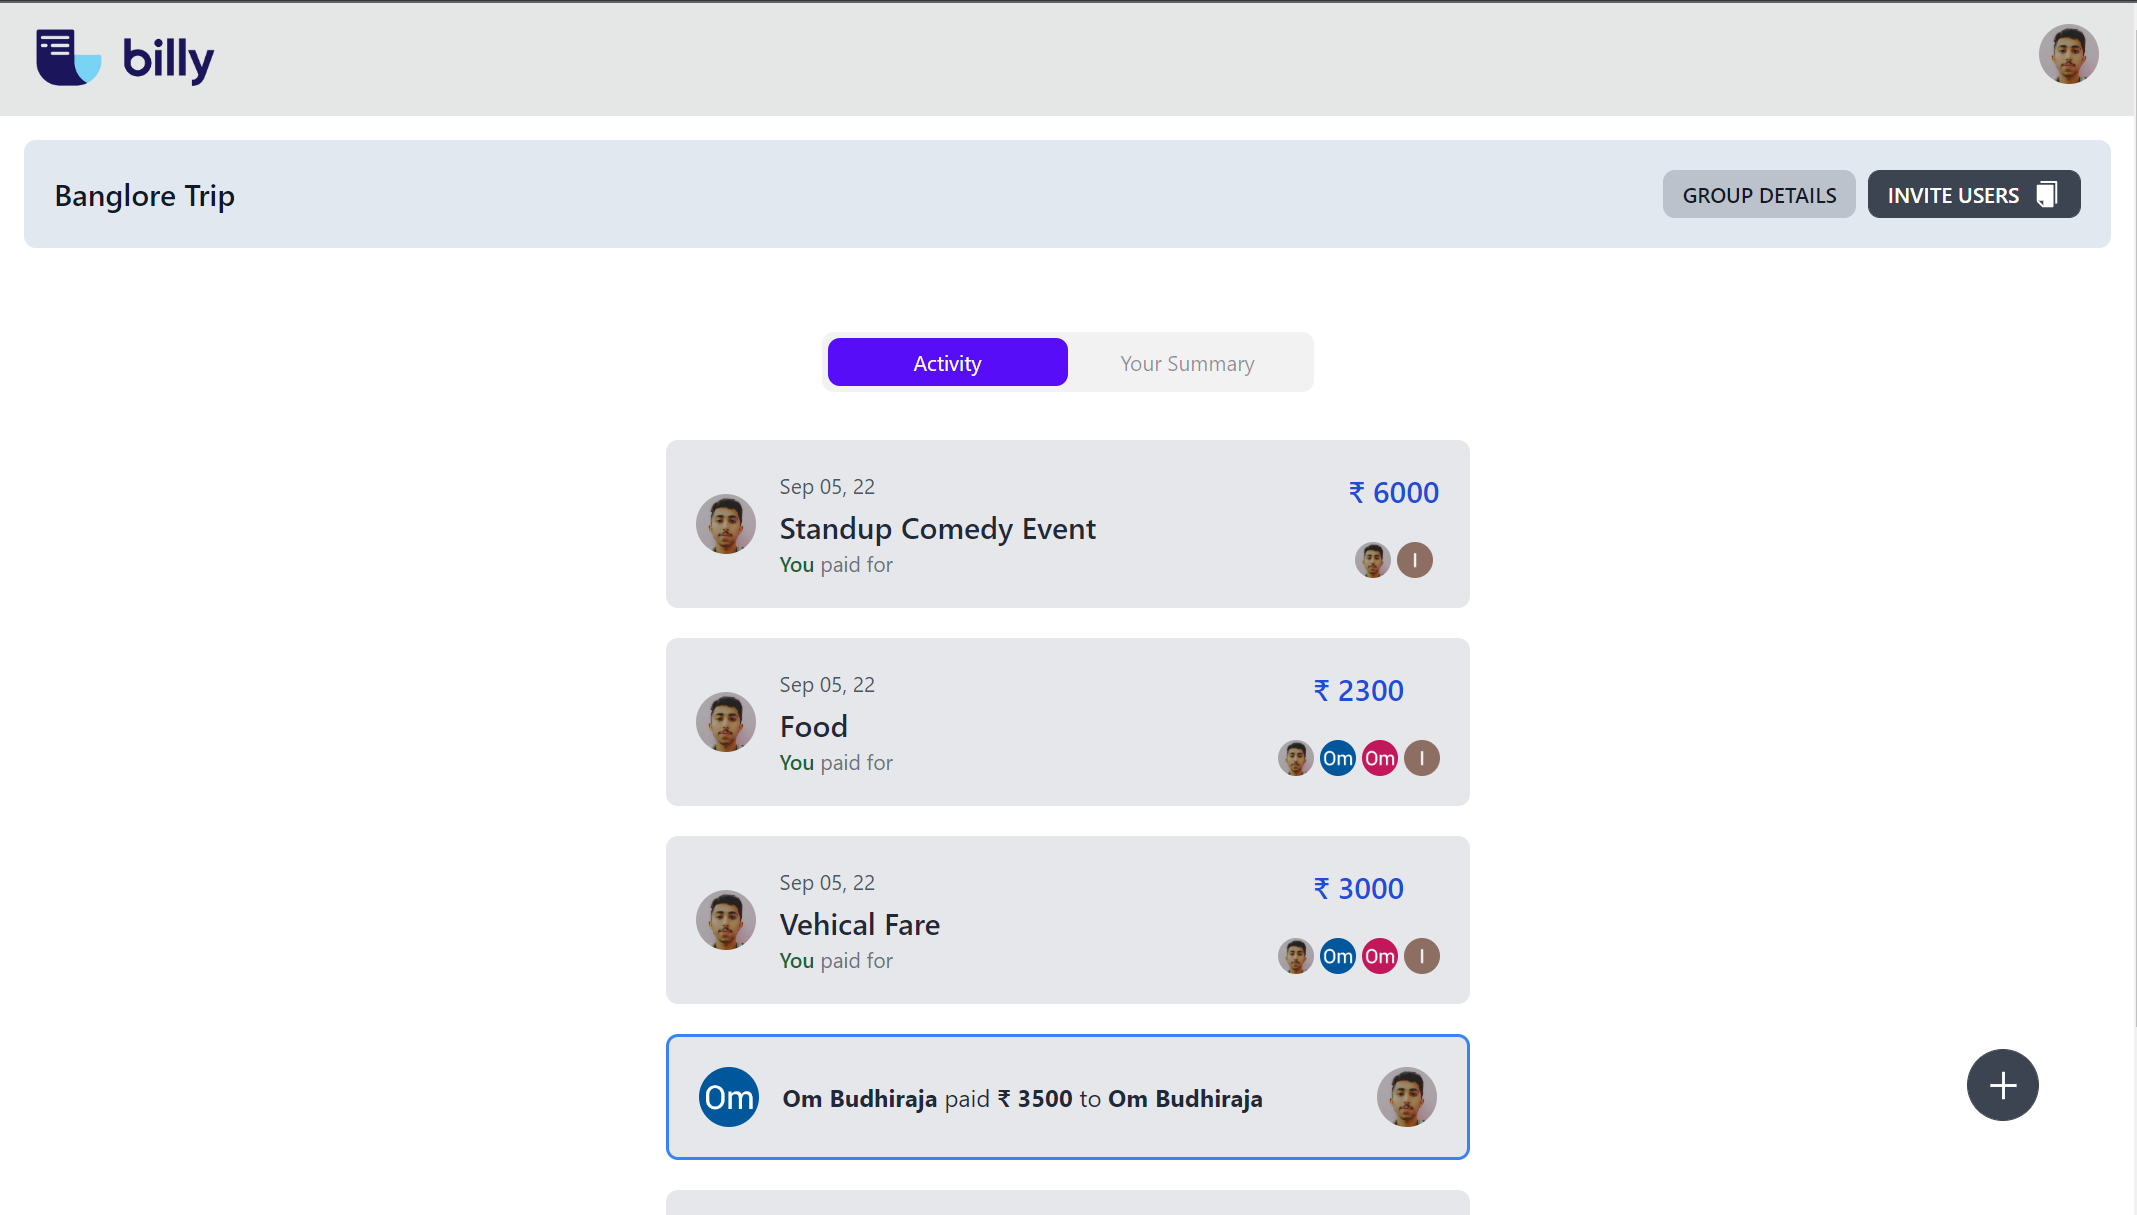 billy
Banglore Trip
GROUP DETAILS
INVITE USERS
Activity
Your Summary
Sep 05, 22
Standup Comedy Event
You paid for
₹ 6000
I
Sep 05, 22
Food
You paid for
₹ 2300
Om Om I
Sep 05, 22
Vehical Fare
You paid for
₹ 3000
Om Om I
Om
Om Budhiraja paid ₹ 3500 to Om Budhiraja
+